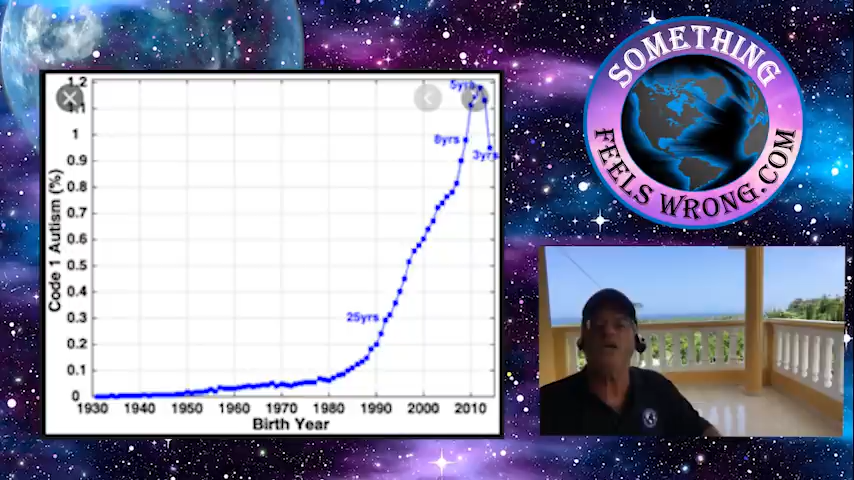 SOMETHING
FEELS WRONG.COM
Code 1 Autism (%)
1.2
1.1
1
0.9
0.8
0.7
0.6
0.5
0.4
0.3
0.2
0.1
0
5yrs
8yrs
3yrs
25yrs
1930 1940 1950 1960 1970 1980 1990 2000 2010
Birth Year